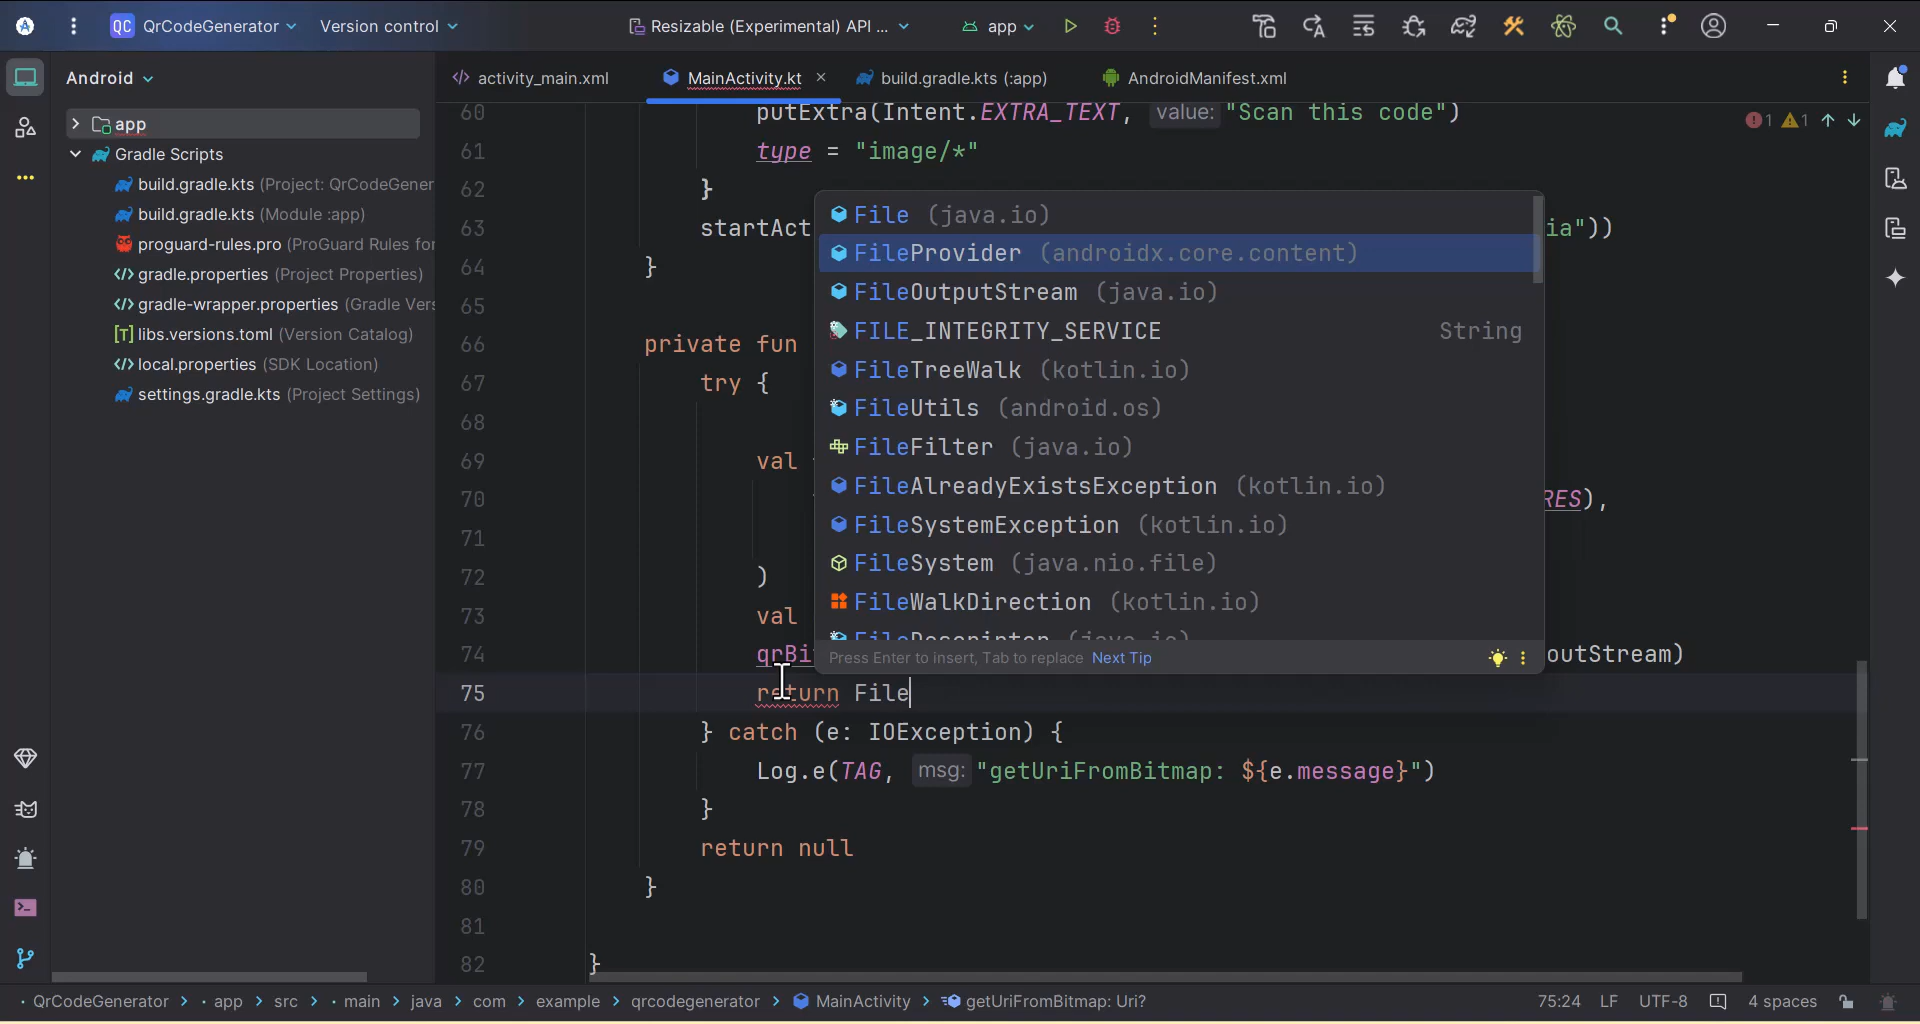 QC QrCodeGenerator Version control Resizable (Experimental) API ... app
Android
activity_main.xml MainActivity.kt build.gradle.kts (:app) AndroidManifest.xml
app
Gradle Scripts
build.gradle.kts (Project: QrCodeGener
build.gradle.kts (Module :app)
proguard-rules.pro (ProGuard Rules for
gradle.properties (Project Properties)
gradle-wrapper.properties (Gradle Vers
libs.versions.toml (Version Catalog)
local.properties (SDK Location)
settings.gradle.kts (Project Settings)
1 1
60 putExtra(Intent.EXTRA_TEXT, value: "Scan this code")
61 type = "image/*"
62 }
63 startAct ia"))
64 }
65
66 private fun
67 try {
68
69 val
70 RES),
71
72 )
73 val
74 qrBi outStream)
75 return File
76 } catch (e: IOException) {
77 Log.e(TAG, msg: "getUriFromBitmap: ${e.message}")
78 }
79 return null
80 }
81
82 }
File (java.io)
FileProvider (androidx.core.content)
FileOutputStream (java.io)
FILE_INTEGRITY_SERVICE String
FileTreeWalk (kotlin.io)
FileUtils (android.os)
FileFilter (java.io)
FileAlreadyExistsException (kotlin.io)
FileSystemException (kotlin.io)
FileSystem (java.nio.file)
FileWalkDirection (kotlin.io)
FileDescriptor (java.io)
Press Enter to insert, Tab to replace Next Tip
QrCodeGenerator > app > src > main > java > com > example > qrcodegenerator > MainActivity > getUriFromBitmap: Uri? 75:24 LF UTF-8 4 spaces